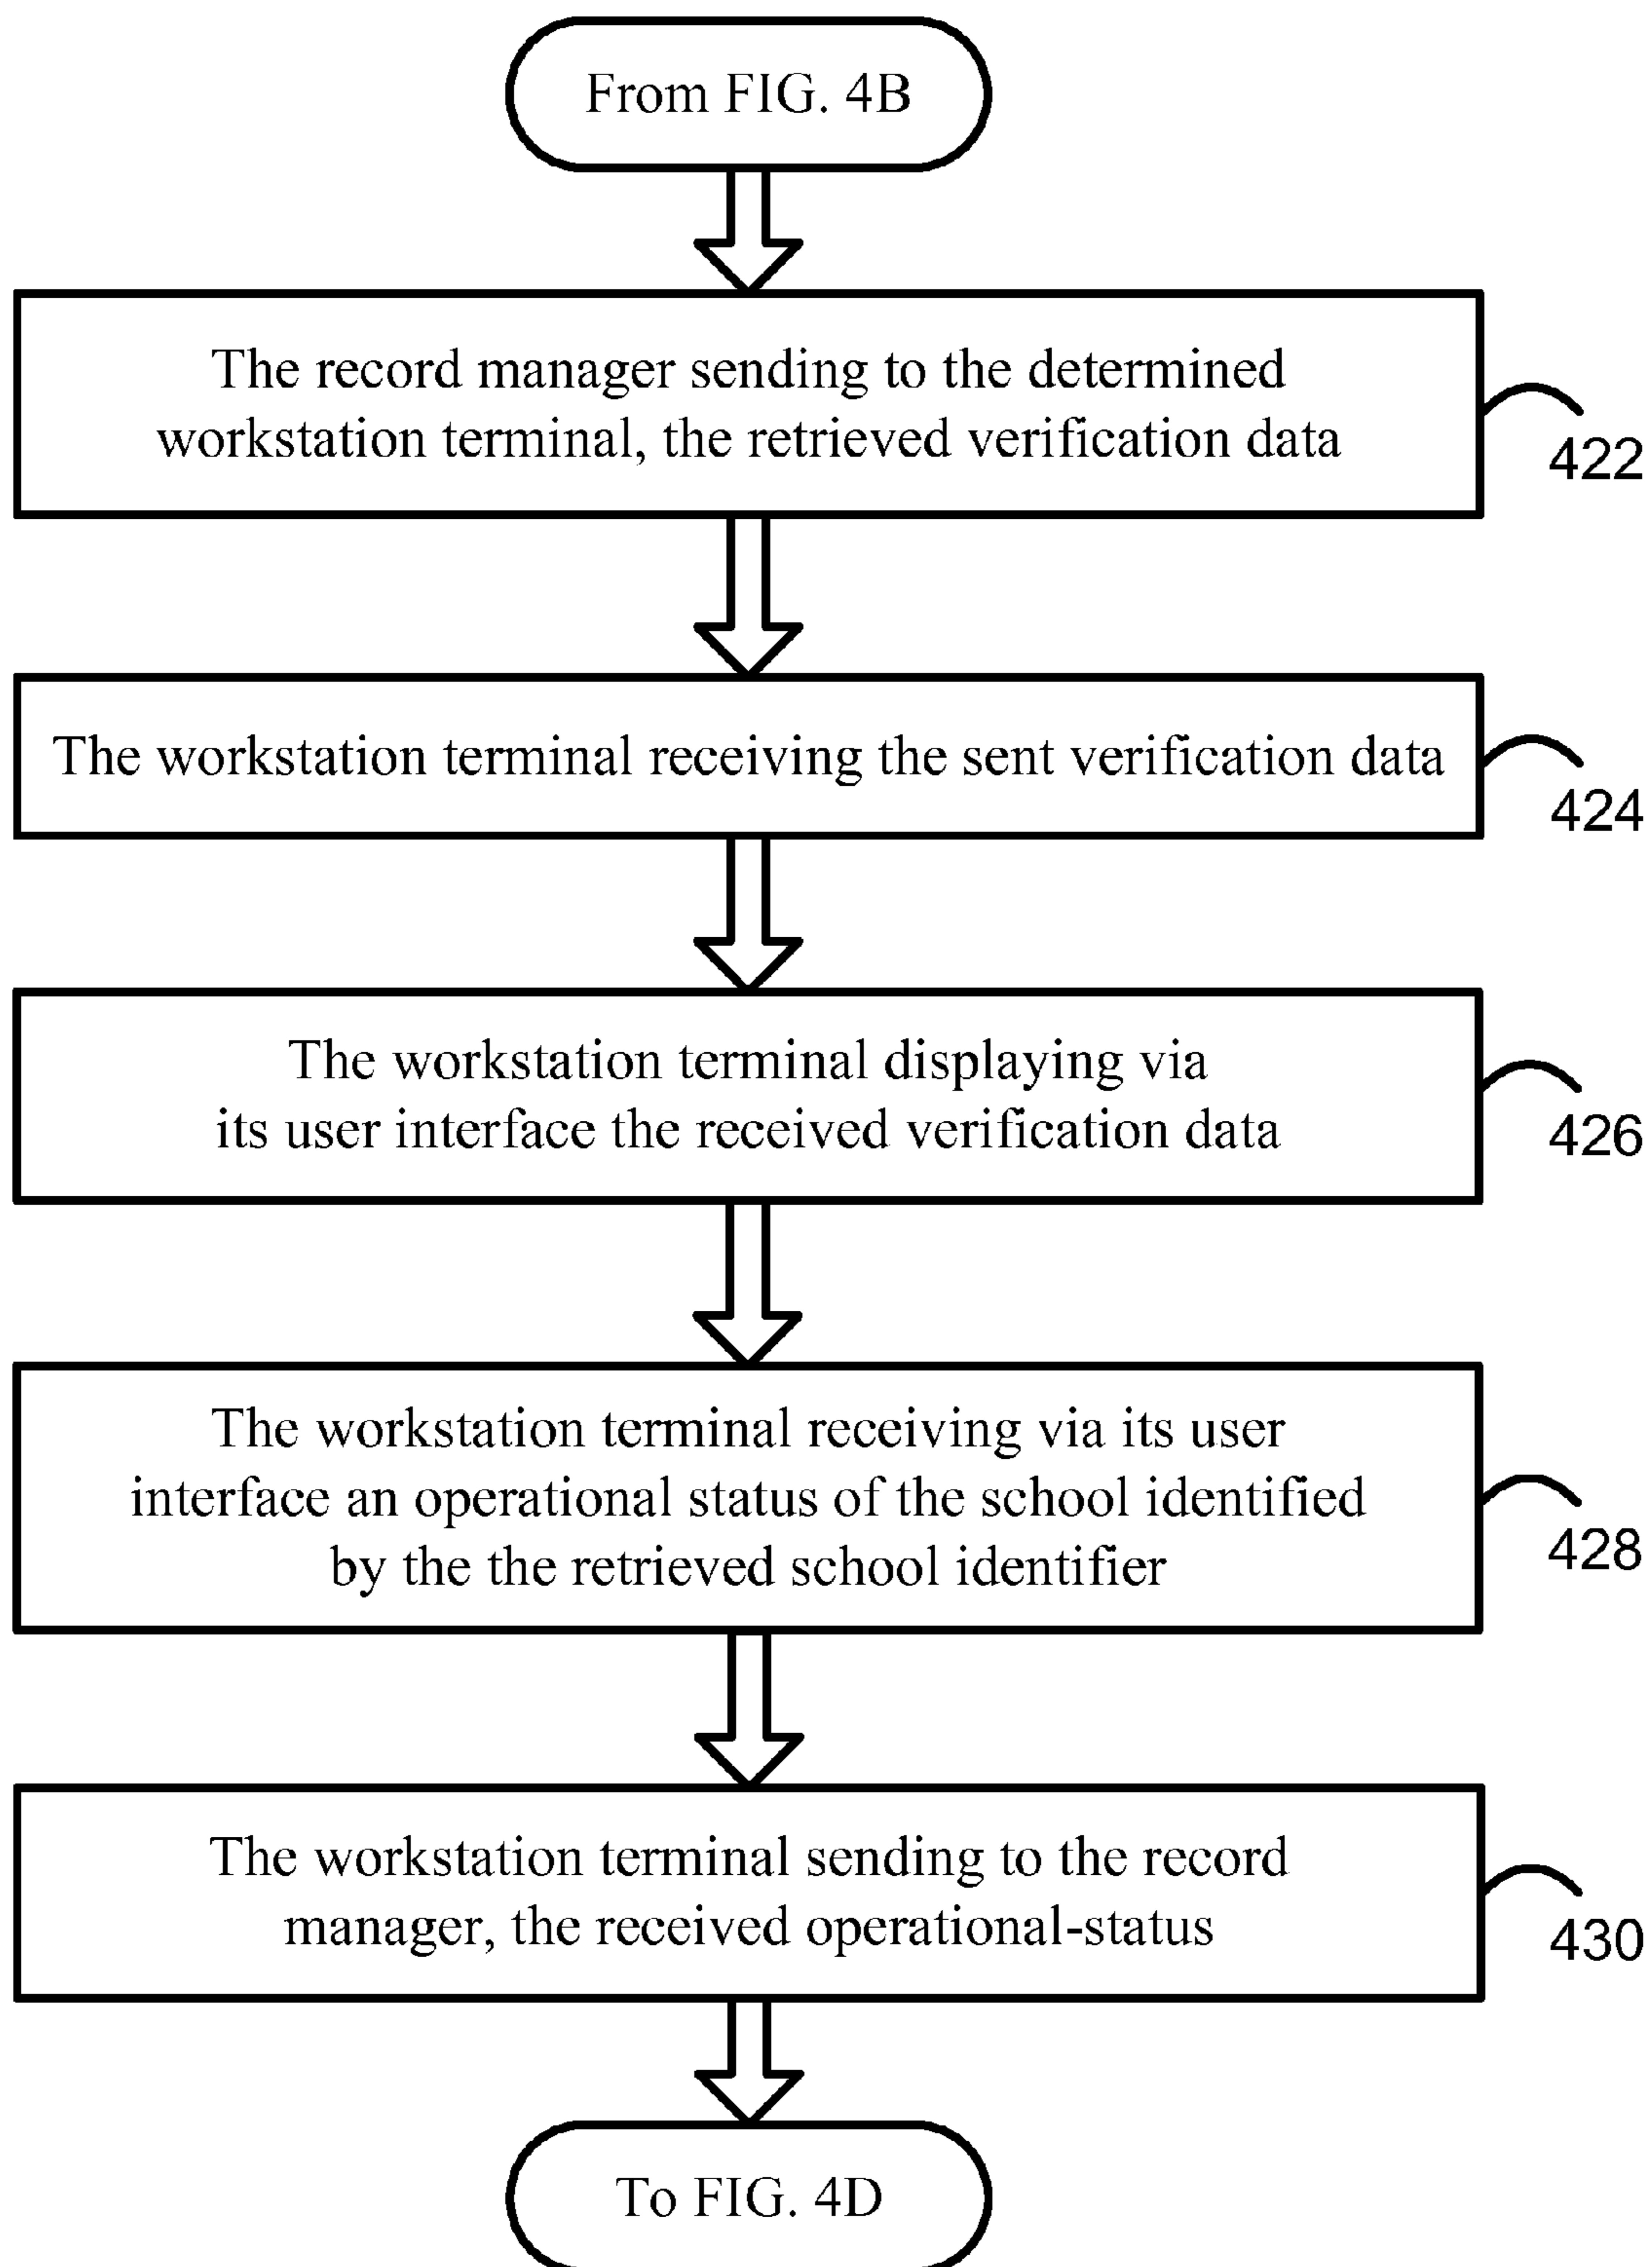 From FIG. 4B
The record manager sending to the determined
workstation terminal, the retrieved verification data
422
The workstation terminal receiving the sent verification data
424
The workstation terminal displaying via
its user interface the received verification data
426
The workstation terminal receiving via its user
interface an operational status of the school identified
by the the retrieved school identifier
428
The workstation terminal sending to the record
manager, the received operational-status
430
To FIG. 4D